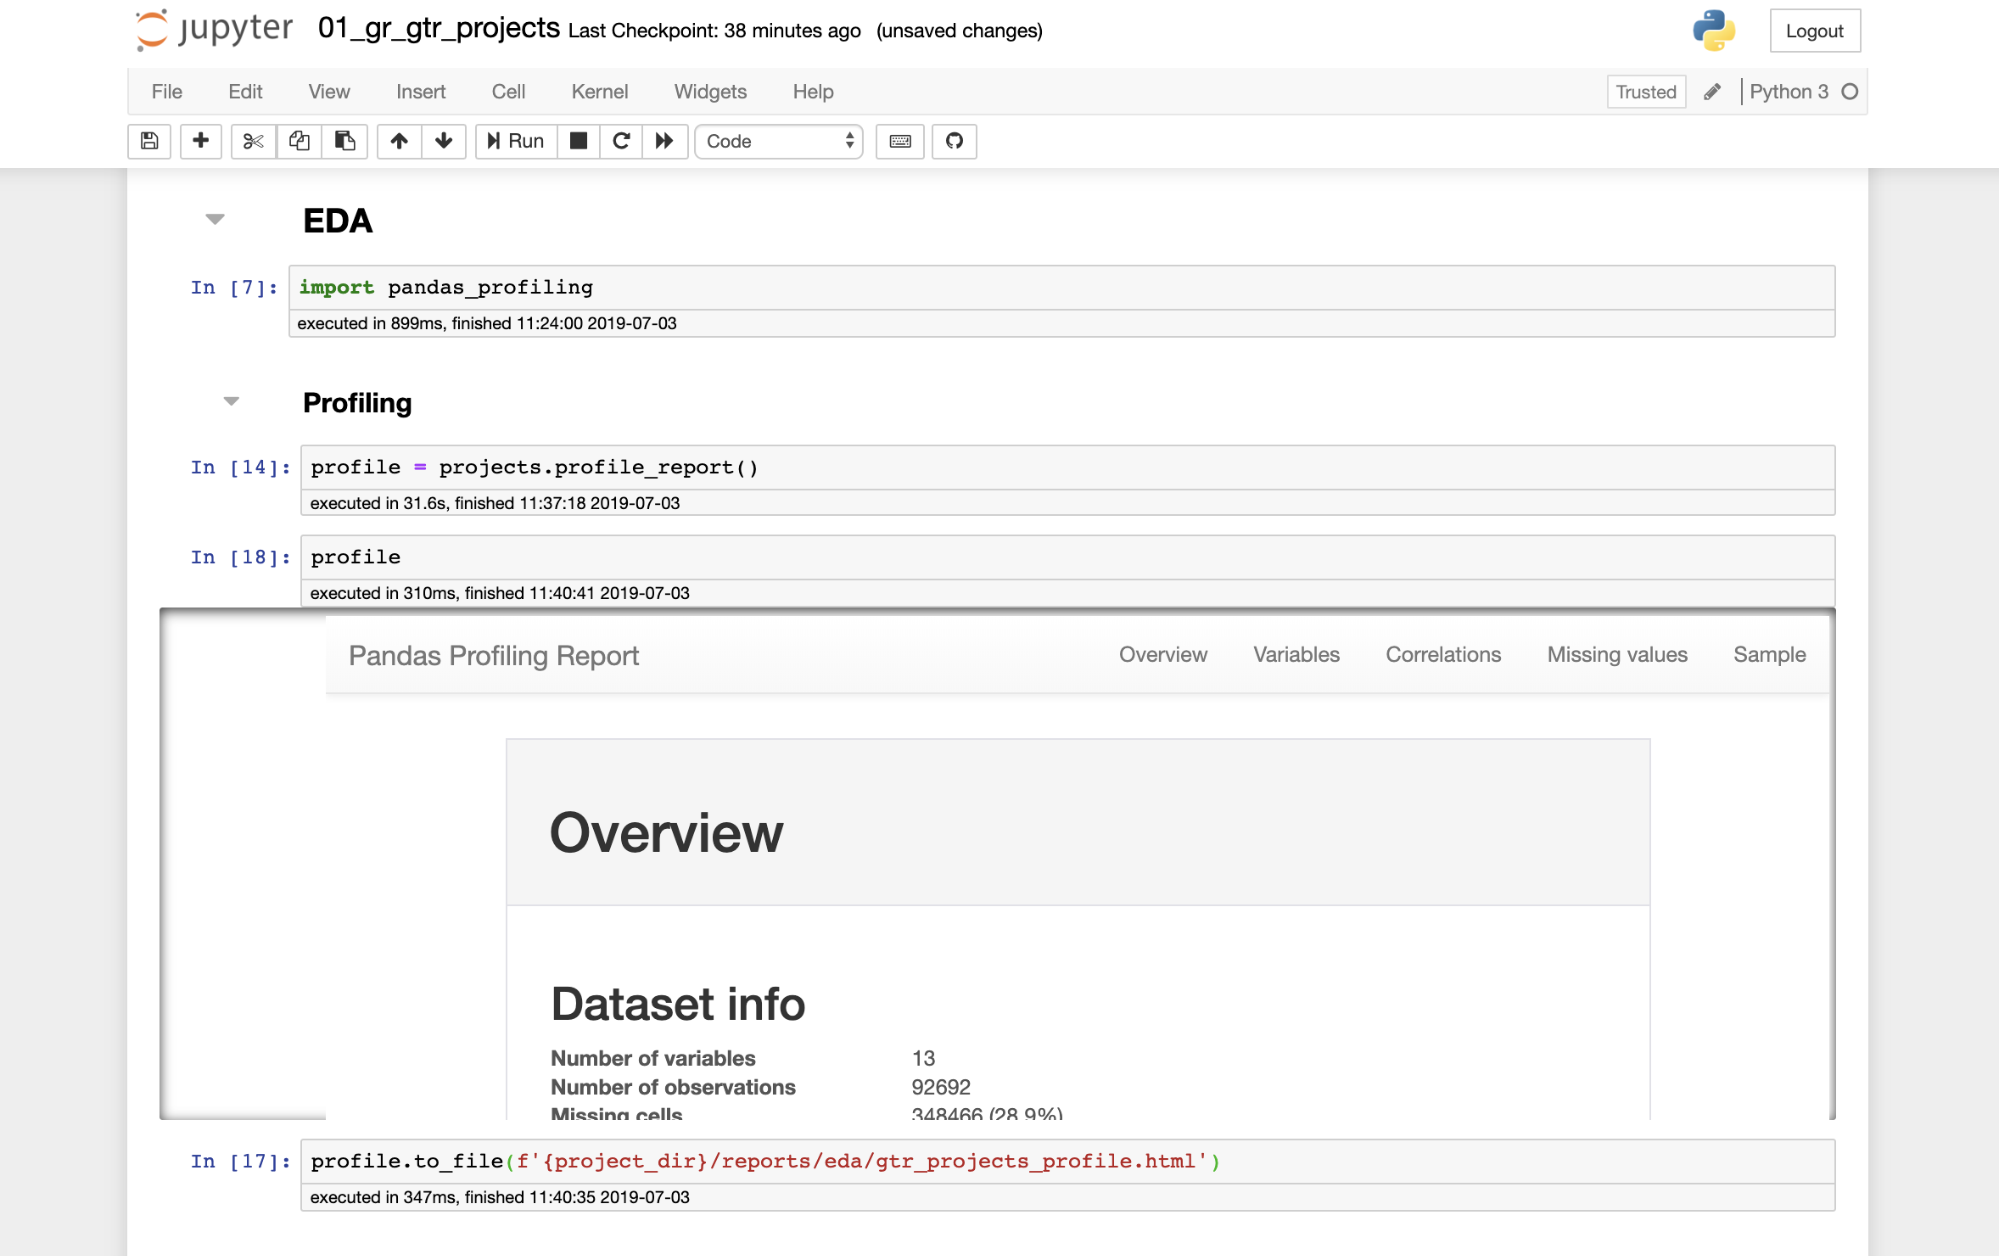 jupyter 01_gr_gtr_projects Last Checkpoint: 38 minutes ago (unsaved changes)
Logout
File Edit View Insert Cell Kernel Widgets Help
Trusted Python 3
Run Code
EDA
In [7]: import pandas_profiling
executed in 899ms, finished 11:24:00 2019-07-03
Profiling
In [14]: profile = projects.profile_report()
executed in 31.6s, finished 11:37:18 2019-07-03
In [18]: profile
executed in 310ms, finished 11:40:41 2019-07-03
Pandas Profiling Report Overview Variables Correlations Missing values Sample
Overview
Dataset info
Number of variables 13
Number of observations 92692
Missing cells 348466 (28.9%)
In [17]: profile.to_file(f'{project_dir}/reports/eda/gtr_projects_profile.html')
executed in 347ms, finished 11:40:35 2019-07-03